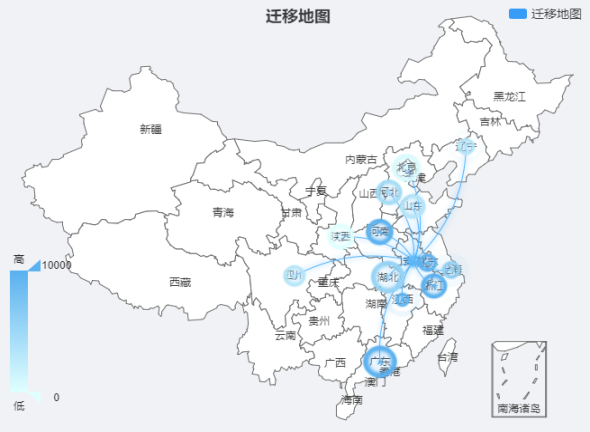 迁移地图
迁移地图
黑龙江
吉林
新疆
辽宁
内蒙古
北京
宁夏
山西
河北
山东
青海
甘肃
陕西
河南
高
10000
四川
湖北
浙江
西藏
重庆
湖南
江西
贵州
福建
云南
台湾
广西
广东
香港
澳门
0
海南
低
南海诸岛